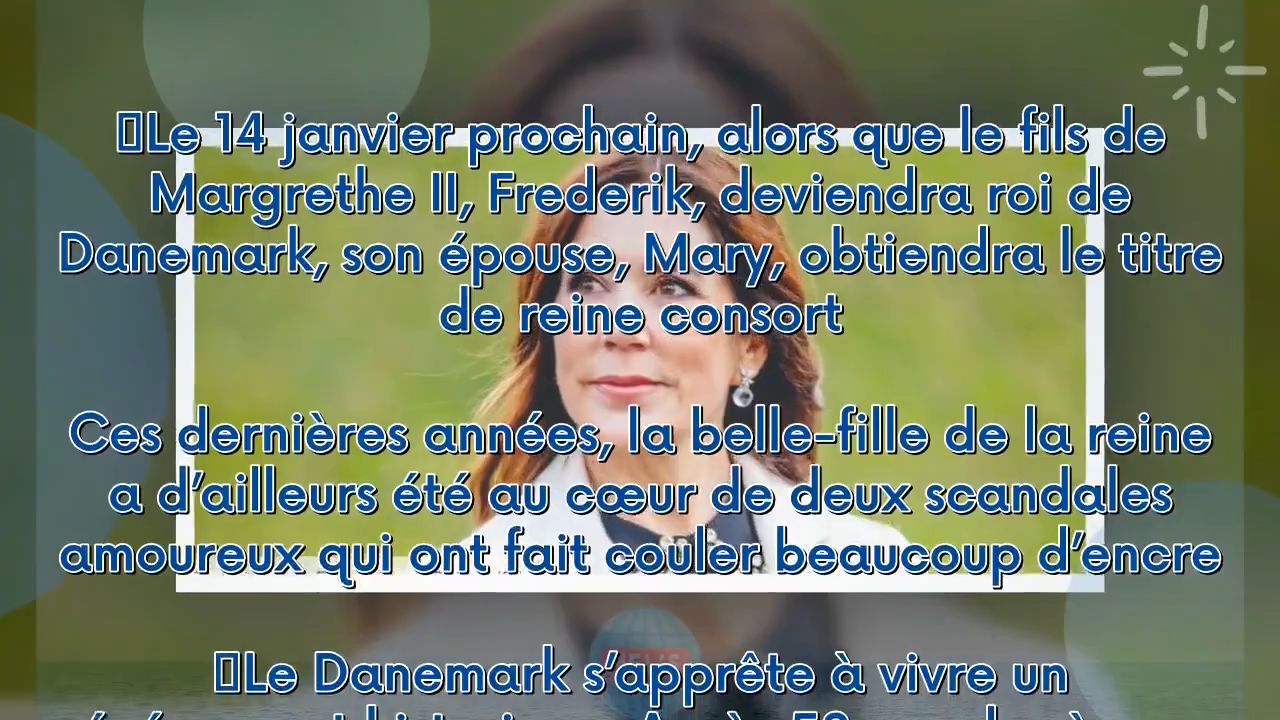 Le 14 janvier prochain, alors que le fils de
Margrethe II, Frederik, deviendra roi de
Danemark, son épouse, Mary, obtiendra le titre
de reine consort
Ces dernières années, la belle-fille de la reine
a d’ailleurs été au cœur de deux scandales
amoureux qui ont fait couler beaucoup d’encre
Le Danemark s’apprête à vivre un